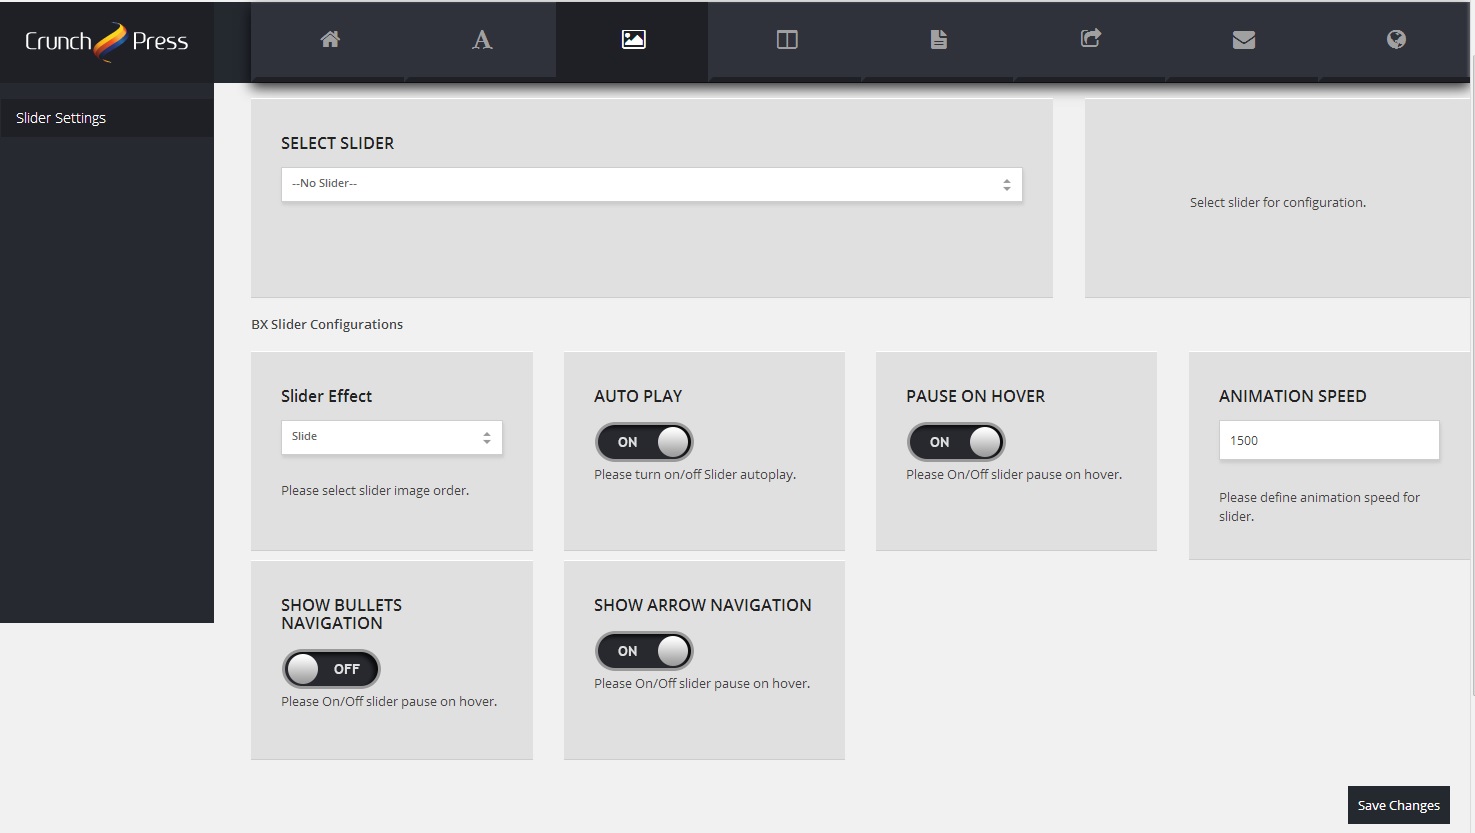 Crunch Press
Slider Settings
SELECT SLIDER
--No Slider--
Select slider for configuration.
BX Slider Configurations
Slider Effect
Slide
Please select slider image order.
AUTO PLAY
ON
Please turn on/off Slider autoplay.
PAUSE ON HOVER
ON
Please On/Off slider pause on hover.
ANIMATION SPEED
1500
Please define animation speed for
slider.
SHOW BULLETS
NAVIGATION
OFF
Please On/Off slider pause on hover.
SHOW ARROW NAVIGATION
ON
Please On/Off slider pause on hover.
Save Changes